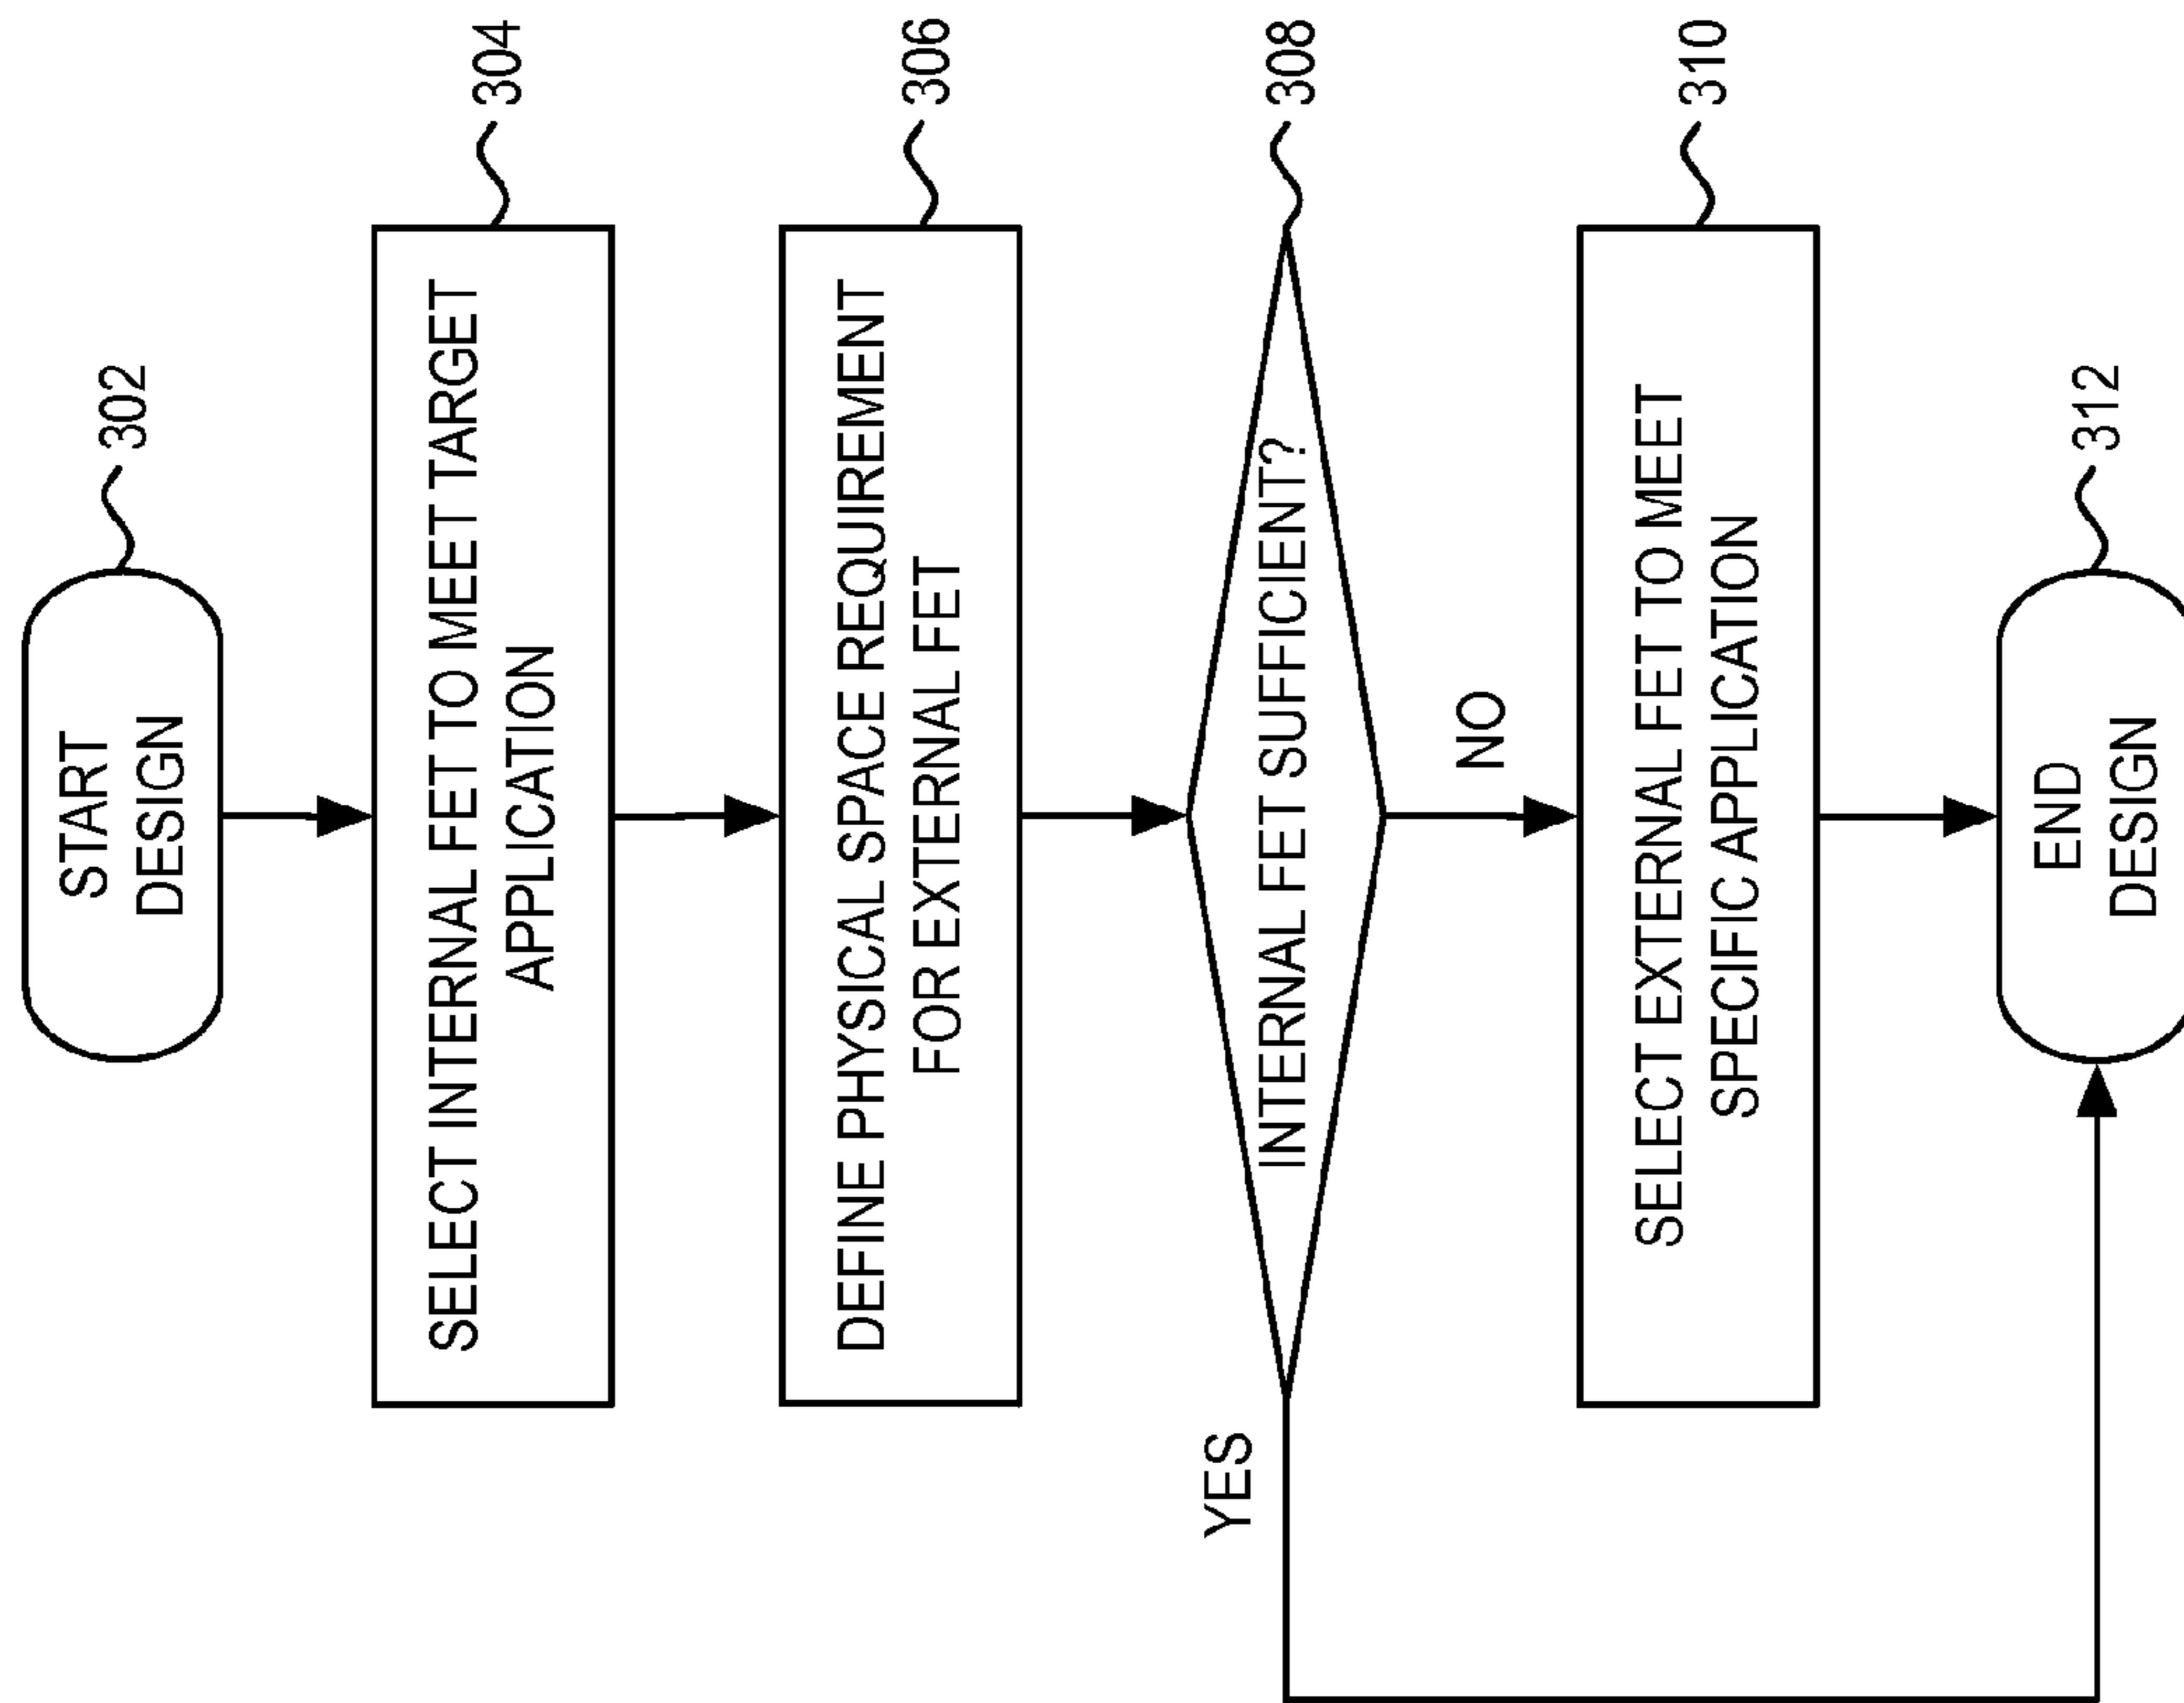 START
DESIGN
302
SELECT INTERNAL FET TO MEET TARGET
APPLICATION
304
DEFINE PHYSICAL SPACE REQUIREMENT
FOR EXTERNAL FET
306
INTERNAL FET SUFFICIENT?
308
YES
NO
SELECT EXTERNAL FET TO MEET
SPECIFIC APPLICATION
310
END
DESIGN
312